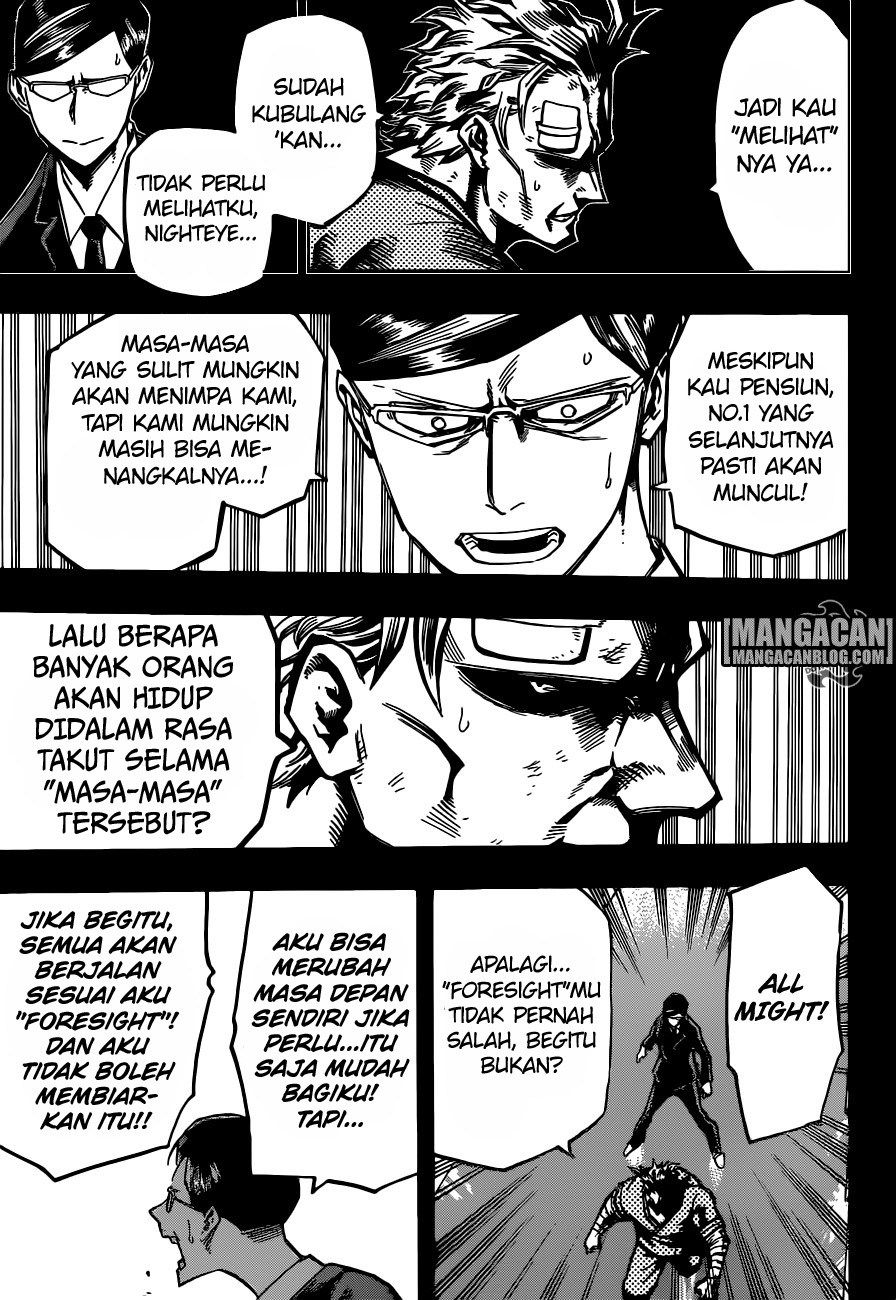 JADI KAU
"MELIHAT"
NYA YA...
SUDAH
KUBULANG
'KAN...
TIDAK PERLU
MELIHATKU,
NIGHTEYE...
MESKIPUN
KAU PENSIUN,
NO.1 YANG
SELANJUTNYA
PASTI AKAN
MUNCUL!
MASA-MASA
YANG SULIT MUNGKIN
AKAN MENIMPA KAMI,
TAPI KAMI MUNGKIN
MASIH BISA ME-
NANGKALNYA...!
[MANGACAN]
MANGACANBLOG.COM
LALU BERAPA
BANYAK ORANG
AKAN HIDUP
DIDALAM RASA
TAKUT SELAMA
"MASA-MASA"
TERSEBUT?
ALL
MIGHT!
APALAGI...
"FORESIGHT"MU
TIDAK PERNAH
SALAH, BEGITU
BUKAN?
AKU BISA
MERUBAH
MASA DEPAN
SENDIRI JIKA
PERLU...ITU
SAJA MUDAH
BAGIKU!
TAPI...
JIKA BEGITU,
SEMUA AKAN
BERJALAN
SESUAI AKU
"FORESIGHT"!
DAN AKU
TIDAK BOLEH
MEMBIAR-
KAN ITU!!